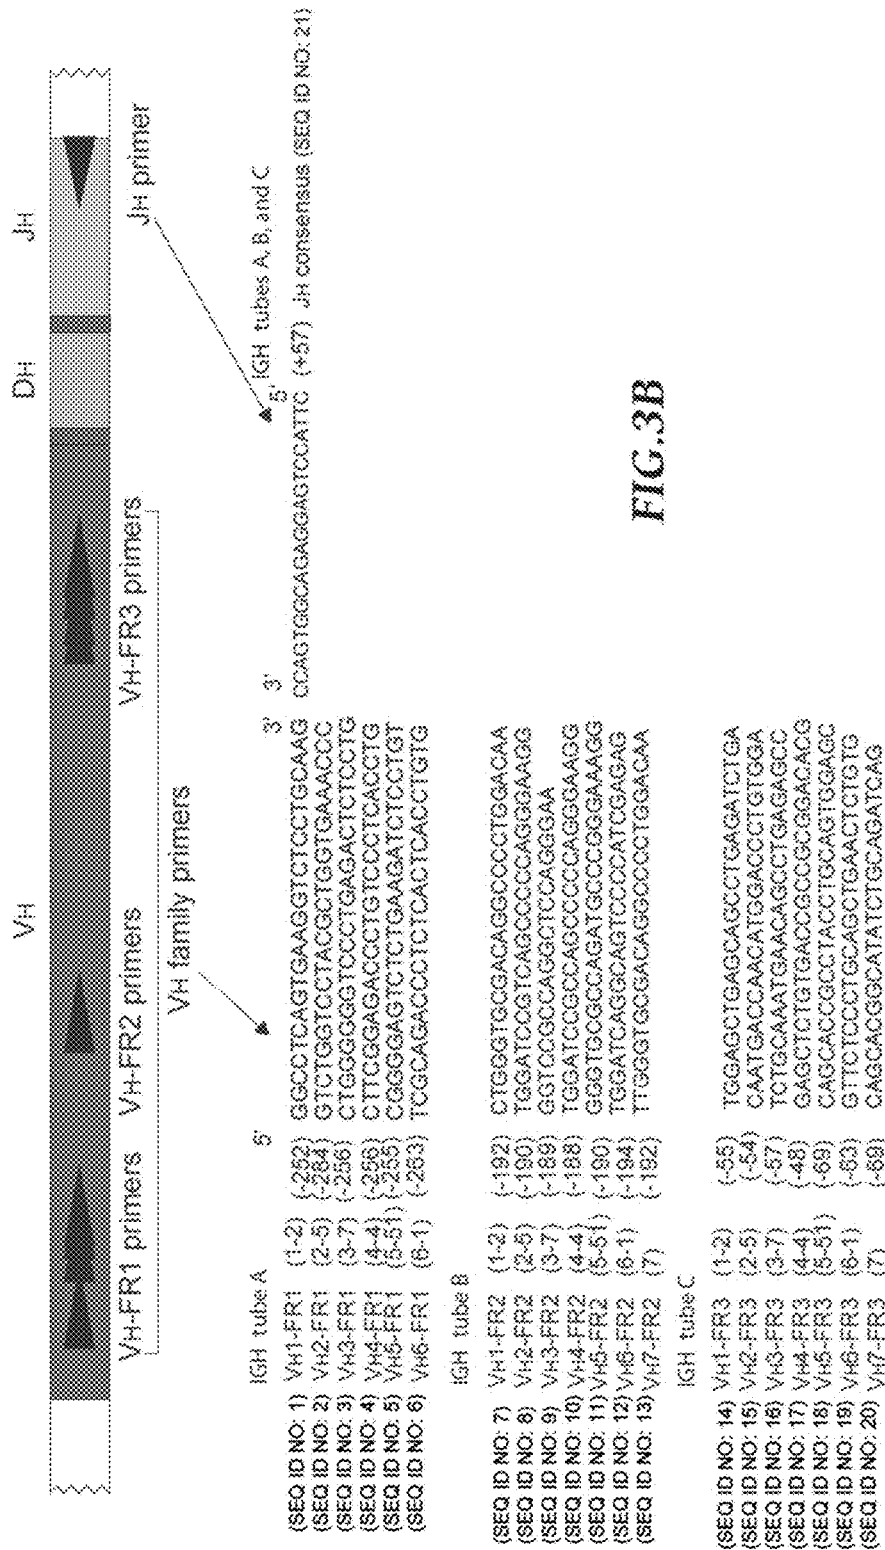 VH DH JH
VH-FR1 primers VH-FR2 primers VH-FR3 primers JH primer
VH family primers
IGH tube A 5' 3' 3' 5' IGH tubes A, B, and C
(SEQ ID NO: 1) VH1-FR1 (1-2) (-262) GGCCTCAGTGAAGGTCTCCTGCAAG CCAGTGGCAGAGGAGTCCATTC (+57) JH consensus (SEQ ID NO: 21)
(SEQ ID NO: 2) VH2-FR1 (2-5) (-264) GTCTGGTCCTACGCTGGTGAAACCC
(SEQ ID NO: 3) VH3-FR1 (3-7) (-256) CTGGGGGGTCCCTGAGACTCTCCTG
(SEQ ID NO: 4) VH4-FR1 (4-4) (-256) CTTCGGAGACCCTGTCCCTCACCTG
(SEQ ID NO: 5) VH5-FR1 (5-51) (-255) CGGGGAGTCTCTGAAGATCTCCTGT
(SEQ ID NO: 6) VH6-FR1 (6-1) (-263) TCGCAGACCCTCTCACTCACCTGTG
IGH tube B
(SEQ ID NO: 7) VH1-FR2 (1-2) (-192) CTGGGTGCGACAGGCCCCTGGACAA
(SEQ ID NO: 8) VH2-FR2 (2-5) (-190) TGGATCCGTCAGCCCCCAGGGAAGG
(SEQ ID NO: 9) VH3-FR2 (3-7) (-189) GGTCCGCCAGGCTCCAGGGAA
(SEQ ID NO: 10) VH4-FR2 (4-4) (-188) TGGATCCGCCAGCCCCCAGGGAAGG
(SEQ ID NO: 11) VH5-FR2 (5-51) (-190) GGGTGCGCCAGATGCCCGGGAAAGG
(SEQ ID NO: 12) VH6-FR2 (6-1) (-194) TGGATCAGGCAGTCCCCATCGAGAG
(SEQ ID NO: 13) VH7-FR2 (7) (-192) TTGGGTGCGACAGGCCCCTGGACAA
IGH tube C
(SEQ ID NO: 14) VH1-FR3 (1-2) (-55) TGGAGCTGAGCAGCCTGAGATCTGA
(SEQ ID NO: 15) VH2-FR3 (2-5) (-54) CAATGACCAACATGGACCCTGTGGA
(SEQ ID NO: 16) VH3-FR3 (3-7) (-57) TCTGCAAATGAACAGCCTGAGAGCC
(SEQ ID NO: 17) VH4-FR3 (4-4) (-48) GAGCTCTGTGACCGCCGCGGACACG
(SEQ ID NO: 18) VH5-FR3 (5-51) (-69) CAGCACCGCCTACCTGCAGTGGAGC
(SEQ ID NO: 19) VH6-FR3 (6-1) (-63) GTTCTCCCTGCAGCTGAACTCTGTG
(SEQ ID NO: 20) VH7-FR3 (7) (-69) CAGCACGGCATATCTGCAGATCAG
FIG.3B